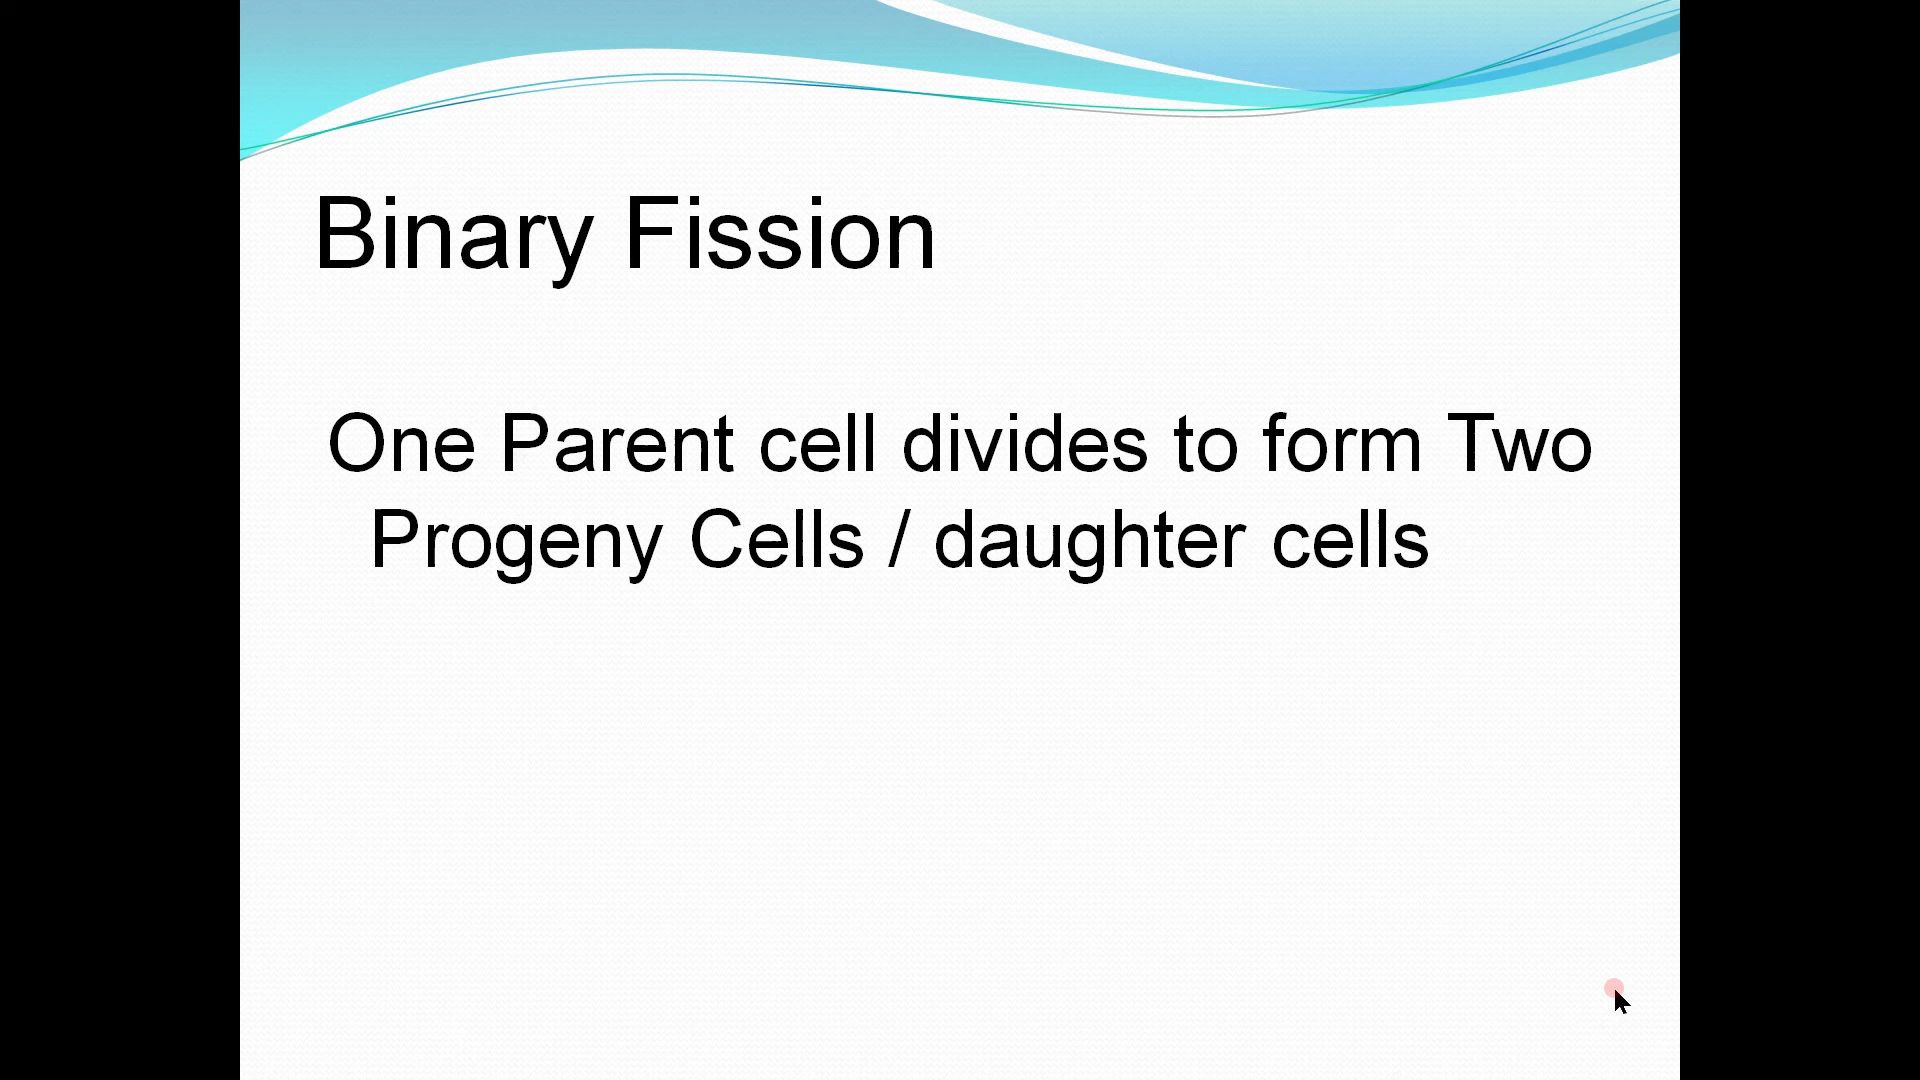 Binary Fission
One Parent cell divides to form Two
Progeny Cells / daughter cells